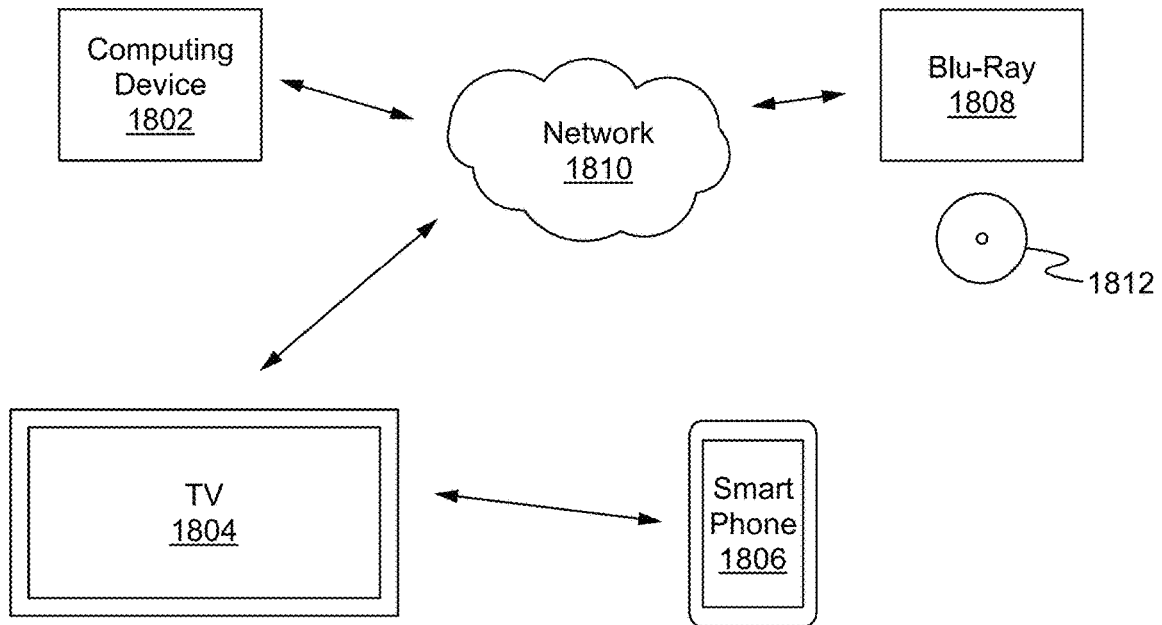 Computing
Device
1802
Network
1810
Blu-Ray
1808
1812
TV
1804
Smart
Phone
1806